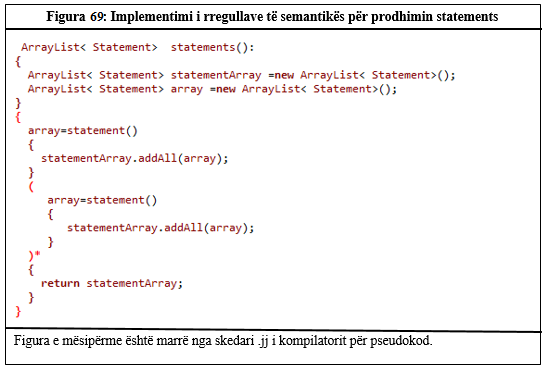 Figura 69: Implementimi i rregullave të semantikës për prodhimin statements
ArrayList< Statement>  statements():
{
ArrayList< Statement> statementArray =new ArrayList< Statement>();
ArrayList< Statement> array =new ArrayList< Statement>();
}
{
array=statement()
{
statementArray.addAll(array);
}
(
array=statement()
{
statementArray.addAll(array);
}
)*
{
return statementArray;
}
}
Figura e mësipërme është marrë nga skedari .jj i kompilatorit për pseudokod.